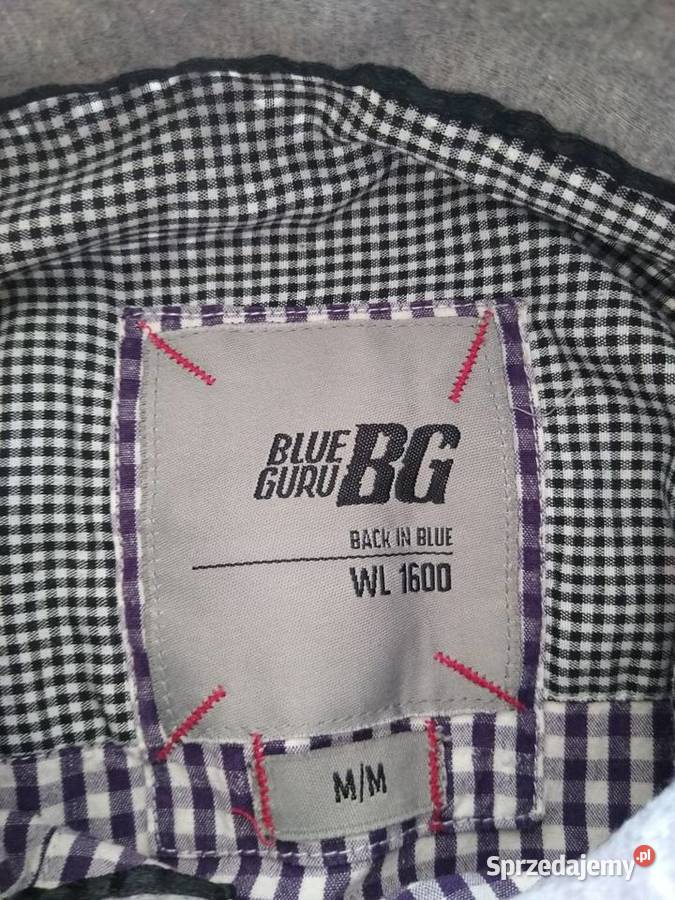 BLUE
GURU BG
BACK IN BLUE
WL 1600
M/M
Sprzedajemy.pl